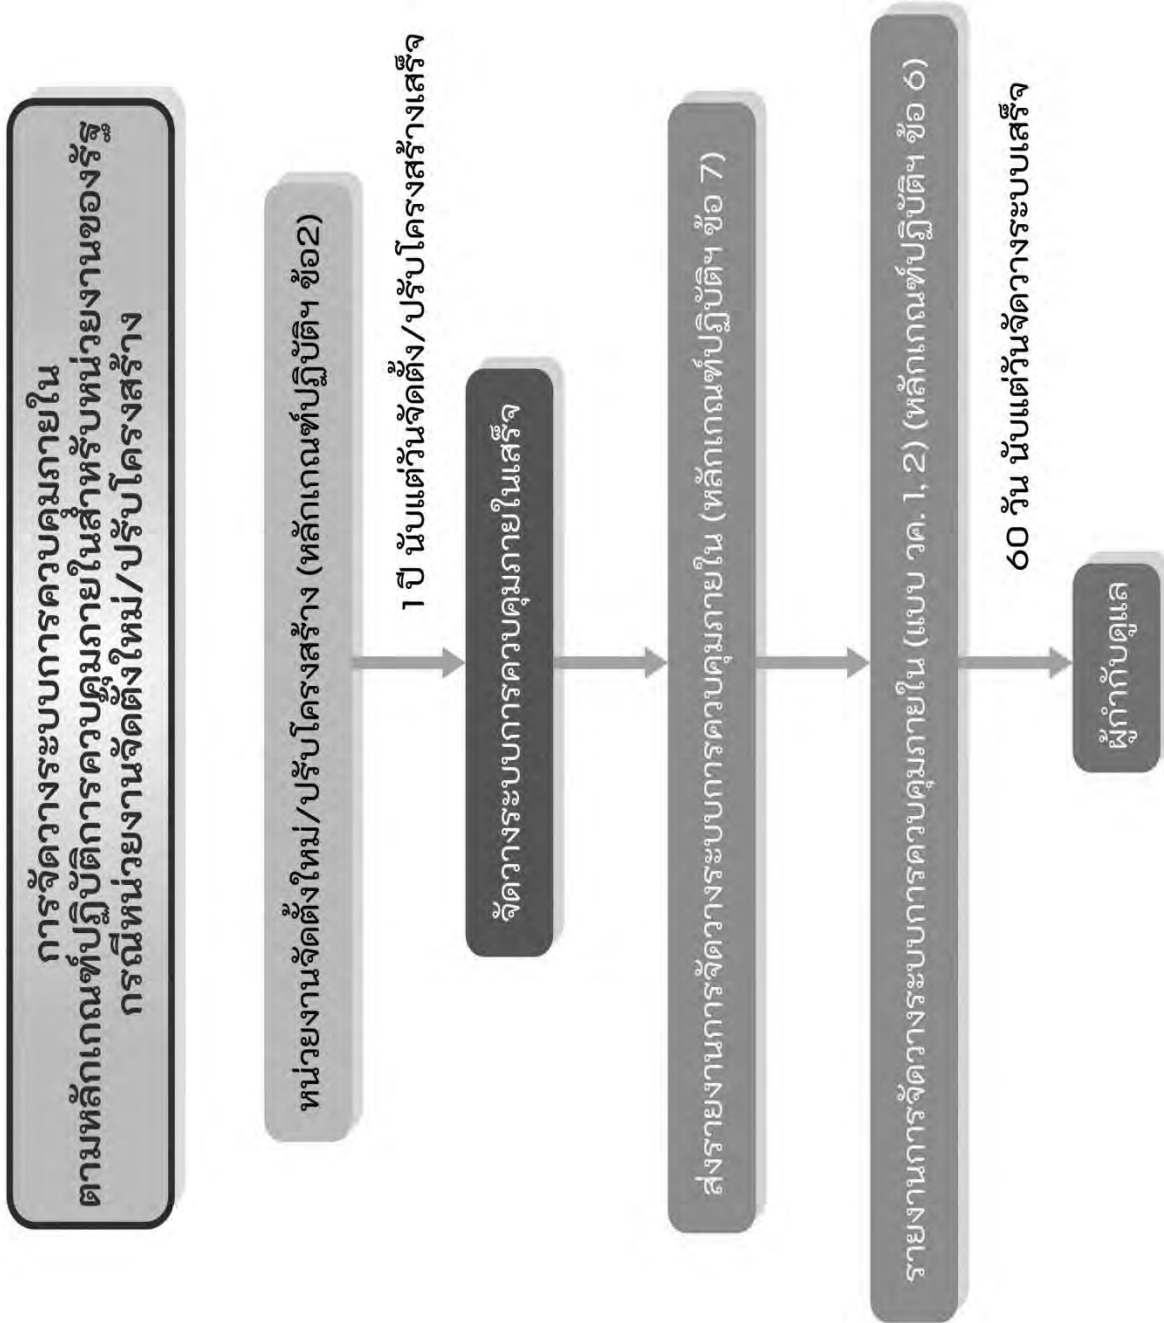 การจัดวางระบบการควบคุมภายใน
ตามหลักเกณฑ์ปฏิบัติการควบคุมภายในสำหรับหน่วยงานของรัฐ
กรณีหน่วยงานจัดตั้งใหม่/ปรับโครงสร้าง
หน่วยงานจัดตั้งใหม่/ปรับโครงสร้าง (หลักเกณฑ์ปฏิบัติฯ ข้อ2)
1 ปี นับแต่วันจัดตั้ง/ปรับโครงสร้างเสร็จ
จัดวางระบบการควบคุมภายในเสร็จ
ส่งรายงานการจัดวางระบบการควบคุมภายใน (หลักเกณฑ์ปฏิบัติฯ ข้อ 7)
รายงานการจัดวางระบบการควบคุมภายใน (แบบ วค.1,2) (หลักเกณฑ์ปฏิบัติฯ ข้อ 6)
60 วัน นับแต่วันจัดวางระบบเสร็จ
ผู้กำกับดูแล